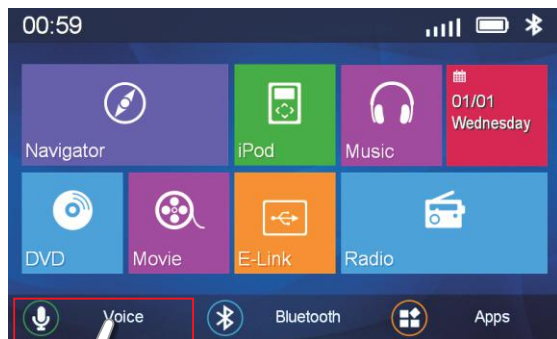 00:59
01/01
Wednesday
Navigator
iPod
Music
DVD
Movie
E-Link
Radio
Voice
Bluetooth
Apps